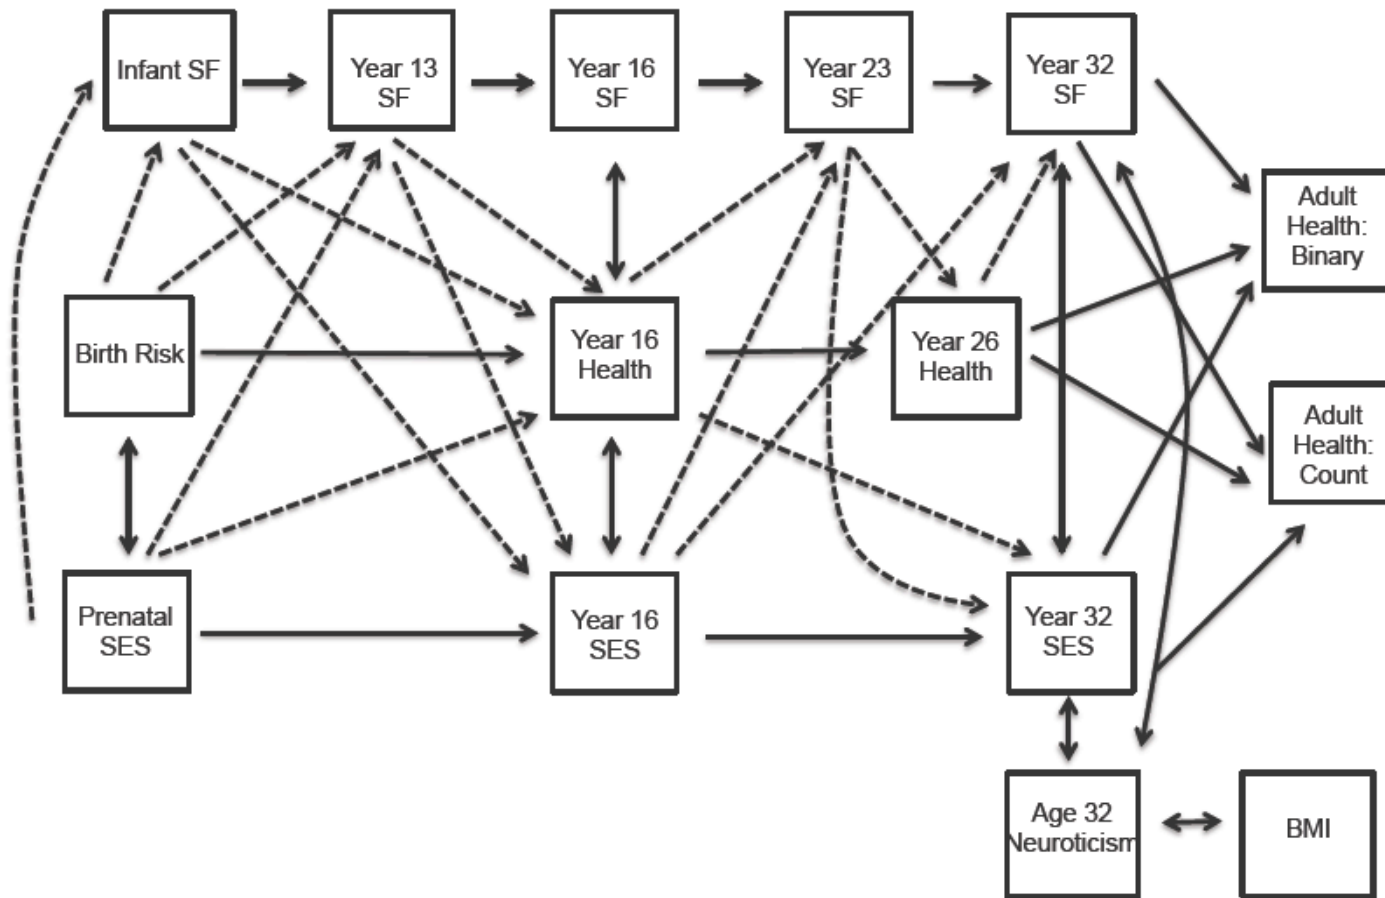 Infant SF
Year 13
SF
Year 16
SF
Year 23
SF
Year 32
SF
Adult
Health:
Binary
Birth Risk
Year 16
Health
Year 26
Health
Adult
Health:
Count
Prenatal
SES
Year 16
SES
Year 32
SES
Age 32
Neuroticism
BMI